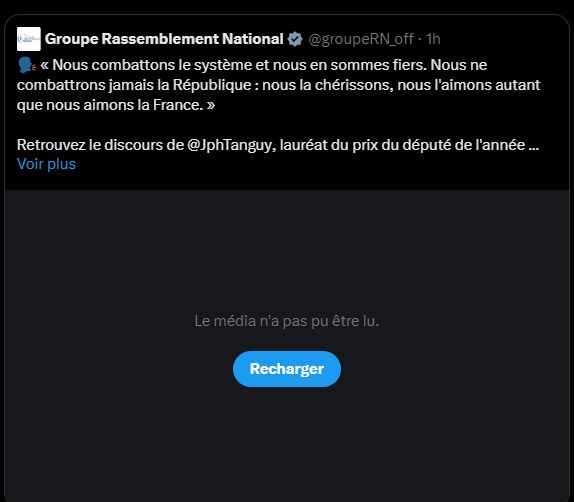 Groupe Rassemblement National @groupeRN_off · 1h
🗣️ « Nous combattons le système et nous en sommes fiers. Nous ne
combattrons jamais la République : nous la chérissons, nous l'aimons autant
que nous aimons la France. »
Retrouvez le discours de @JphTanguy, lauréat du prix du député de l'année ...
Voir plus
Le média n'a pas pu être lu.
Recharger